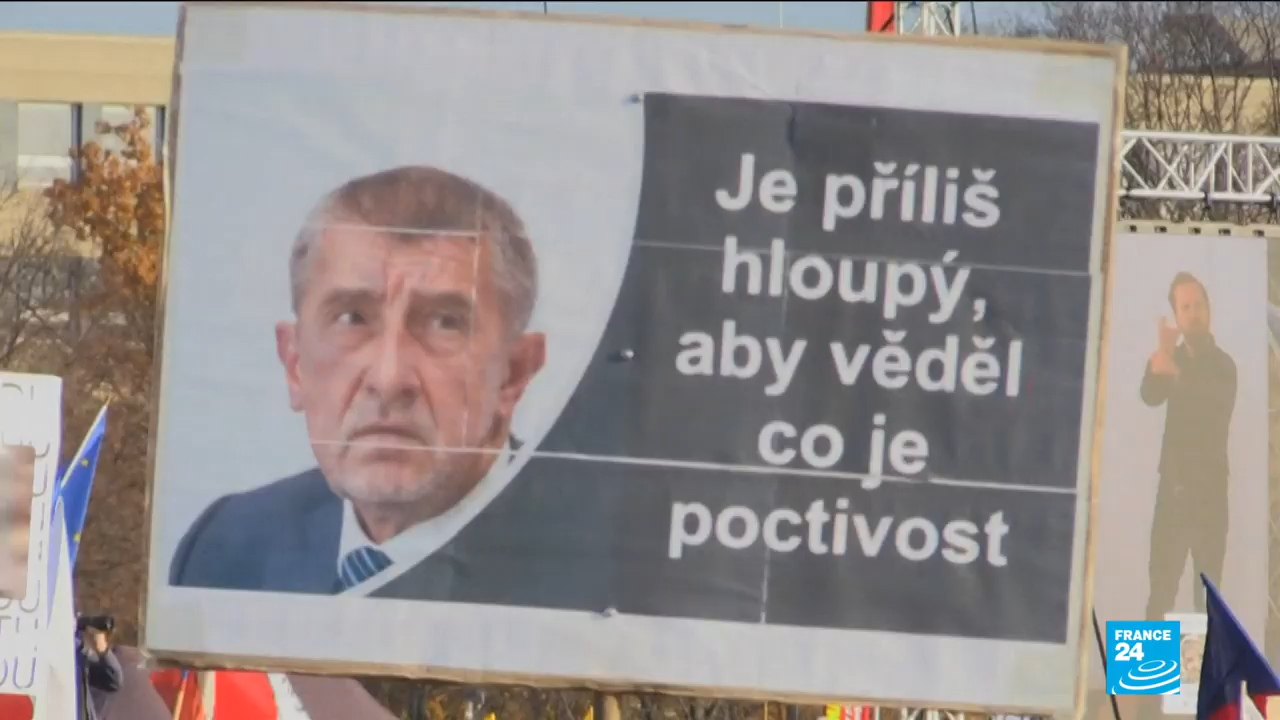 Je příliš
hloupý,
aby věděl
co je
poctivost
FRANCE
24